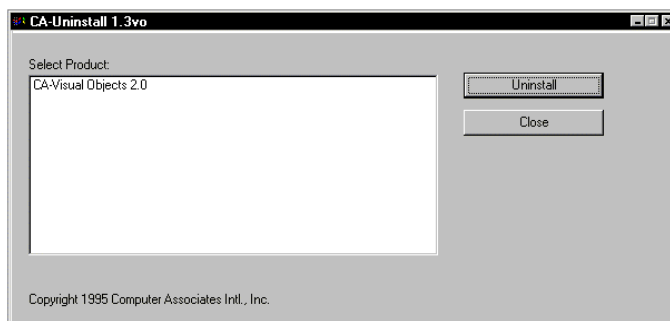 CA-Uninstall 1.3vo
Select Product:
CA-Visual Objects 2.0
Uninstall
Close
Copyright 1995 Computer Associates Intl., Inc.